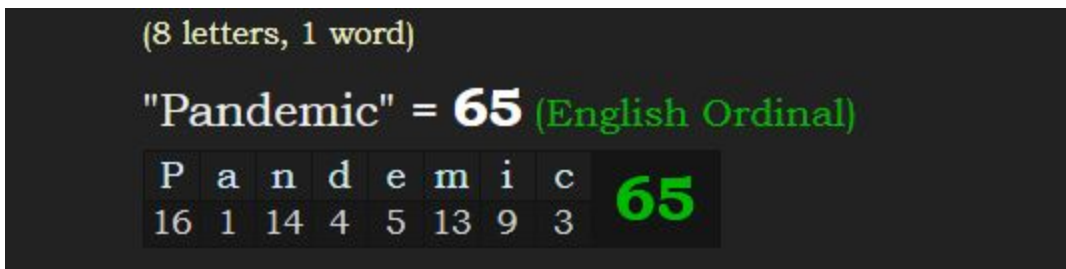 (8 letters, 1 word)
"Pandemic" = 65 (English Ordinal)
P a n d e m i c 65
16 1 14 4 5 13 9 3